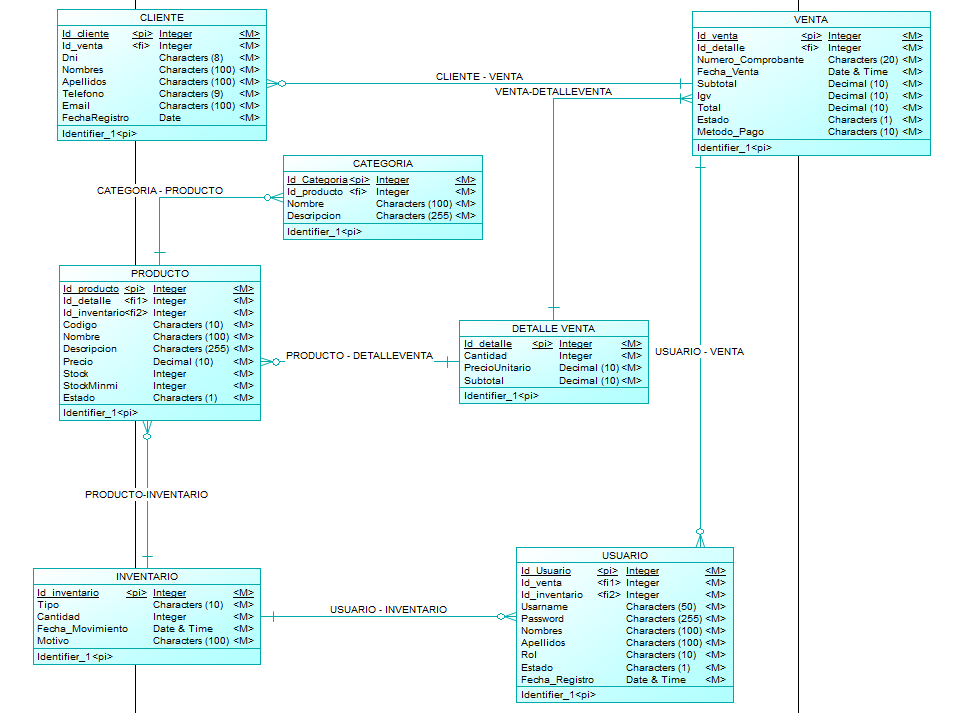 CLIENTE
Id_cliente <pi> Integer <M>
Id_venta <fi> Integer <M>
Dni Characters (8) <M>
Nombres Characters (100) <M>
Apellidos Characters (100) <M>
Telefono Characters (9) <M>
Email Characters (100) <M>
FechaRegistro Date <M>
Identifier_1<pi>
VENTA
Id_venta <pi> Integer <M>
Id_detalle <fi> Integer <M>
Numero_Comprobante Characters (20) <M>
Fecha_Venta Date & Time <M>
Subtotal Decimal (10) <M>
Igv Decimal (10) <M>
Total Decimal (10) <M>
Estado Characters (1) <M>
Metodo_Pago Characters (10) <M>
Identifier_1<pi>
CLIENTE - VENTA
VENTA-DETALLEVENTA
CATEGORIA
Id_Categoria<pi> Integer <M>
Id_producto <fi> Integer <M>
Nombre Characters (100) <M>
Descripcion Characters (255) <M>
Identifier_1<pi>
CATEGORIA - PRODUCTO
PRODUCTO
Id_producto <pi> Integer <M>
Id_detalle <fi1> Integer <M>
Id_inventario<fi2> Integer <M>
Codigo Characters (10) <M>
Nombre Characters (100) <M>
Descripcion Characters (255) <M>
Precio Decimal (10) <M>
Stock Integer <M>
StockMinmi Integer <M>
Estado Characters (1) <M>
Identifier_1<pi>
PRODUCTO - DETALLEVENTA
DETALLE VENTA
Id_detalle <pi> Integer <M>
Cantidad Integer <M>
PrecioUnitario Decimal (10) <M>
Subtotal Decimal (10) <M>
Identifier_1<pi>
USUARIO - VENTA
PRODUCTO-INVENTARIO
INVENTARIO
Id_inventario <pi> Integer <M>
Tipo Characters (10) <M>
Cantidad Integer <M>
Fecha_Movimiento Date & Time <M>
Motivo Characters (100) <M>
Identifier_1<pi>
USUARIO - INVENTARIO
USUARIO
Id_Usuario <pi> Integer <M>
Id_venta <fi1> Integer <M>
Id_inventario <fi2> Integer <M>
Usarname Characters (50) <M>
Password Characters (255) <M>
Nombres Characters (100) <M>
Apellidos Characters (100) <M>
Rol Characters (10) <M>
Estado Characters (1) <M>
Fecha_Registro Date & Time <M>
Identifier_1<pi>